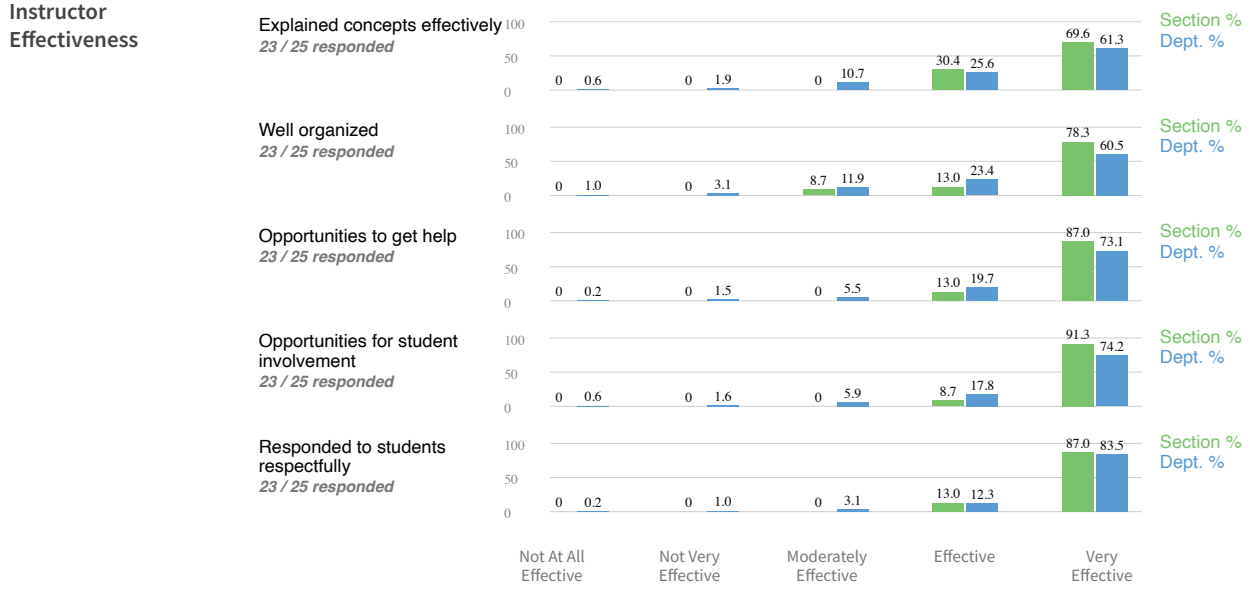 Instructor
Effectiveness
Explained concepts effectively
23 / 25 responded
100
50
0
0 0.6 0 1.9 0 10.7 30.4 25.6 69.6 61.3
Section %
Dept. %
Well organized
23 / 25 responded
100
50
0
0 1.0 0 3.1 8.7 11.9 13.0 23.4 78.3 60.5
Section %
Dept. %
Opportunities to get help
23 / 25 responded
100
50
0
0 0.2 0 1.5 0 5.5 13.0 19.7 87.0 73.1
Section %
Dept. %
Opportunities for student
involvement
23 / 25 responded
100
50
0
0 0.6 0 1.6 0 5.9 8.7 17.8 91.3 74.2
Section %
Dept. %
Responded to students
respectfully
23 / 25 responded
100
50
0
0 0.2 0 1.0 0 3.1 13.0 12.3 87.0 83.5
Section %
Dept. %
Not At All Not Very Moderately Effective Very
Effective Effective Effective Effective